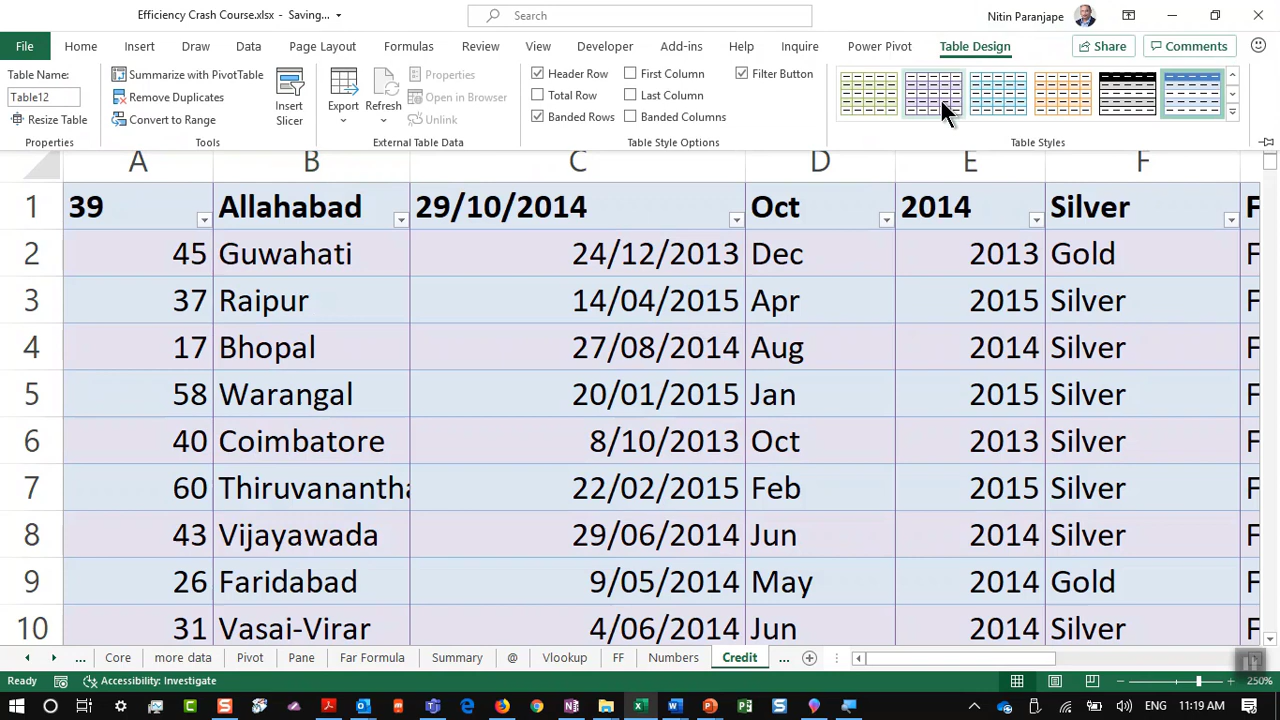 Efficiency Crash Course.xlsx - Saving...
Search
Nitin Paranjape
File Home Insert Draw Data Page Layout Formulas Review View Developer Add-ins Help Inquire Power Pivot Table Design Share Comments
Table Name:
Table12
Resize Table
Properties
Summarize with PivotTable
Remove Duplicates
Convert to Range
Insert
Slicer
Tools
Export
Refresh
Properties
Open in Browser
Unlink
External Table Data
Header Row First Column Filter Button
Total Row Last Column
Banded Rows Banded Columns
Table Style Options
Table Styles
A B C D E F
1 39 Allahabad 29/10/2014 Oct 2014 Silver F
2 45 Guwahati 24/12/2013 Dec 2013 Gold F
3 37 Raipur 14/04/2015 Apr 2015 Silver F
4 17 Bhopal 27/08/2014 Aug 2014 Silver F
5 58 Warangal 20/01/2015 Jan 2015 Silver F
6 40 Coimbatore 8/10/2013 Oct 2013 Silver F
7 60 Thiruvanantha 22/02/2015 Feb 2015 Silver F
8 43 Vijayawada 29/06/2014 Jun 2014 Silver F
9 26 Faridabad 9/05/2014 May 2014 Gold F
10 31 Vasai-Virar 4/06/2014 Jun 2014 Silver F
... Core more data Pivot Pane Far Formula Summary @ Vlookup FF Numbers Credit ...
Ready Accessibility: Investigate 250%
ENG 11:19 AM